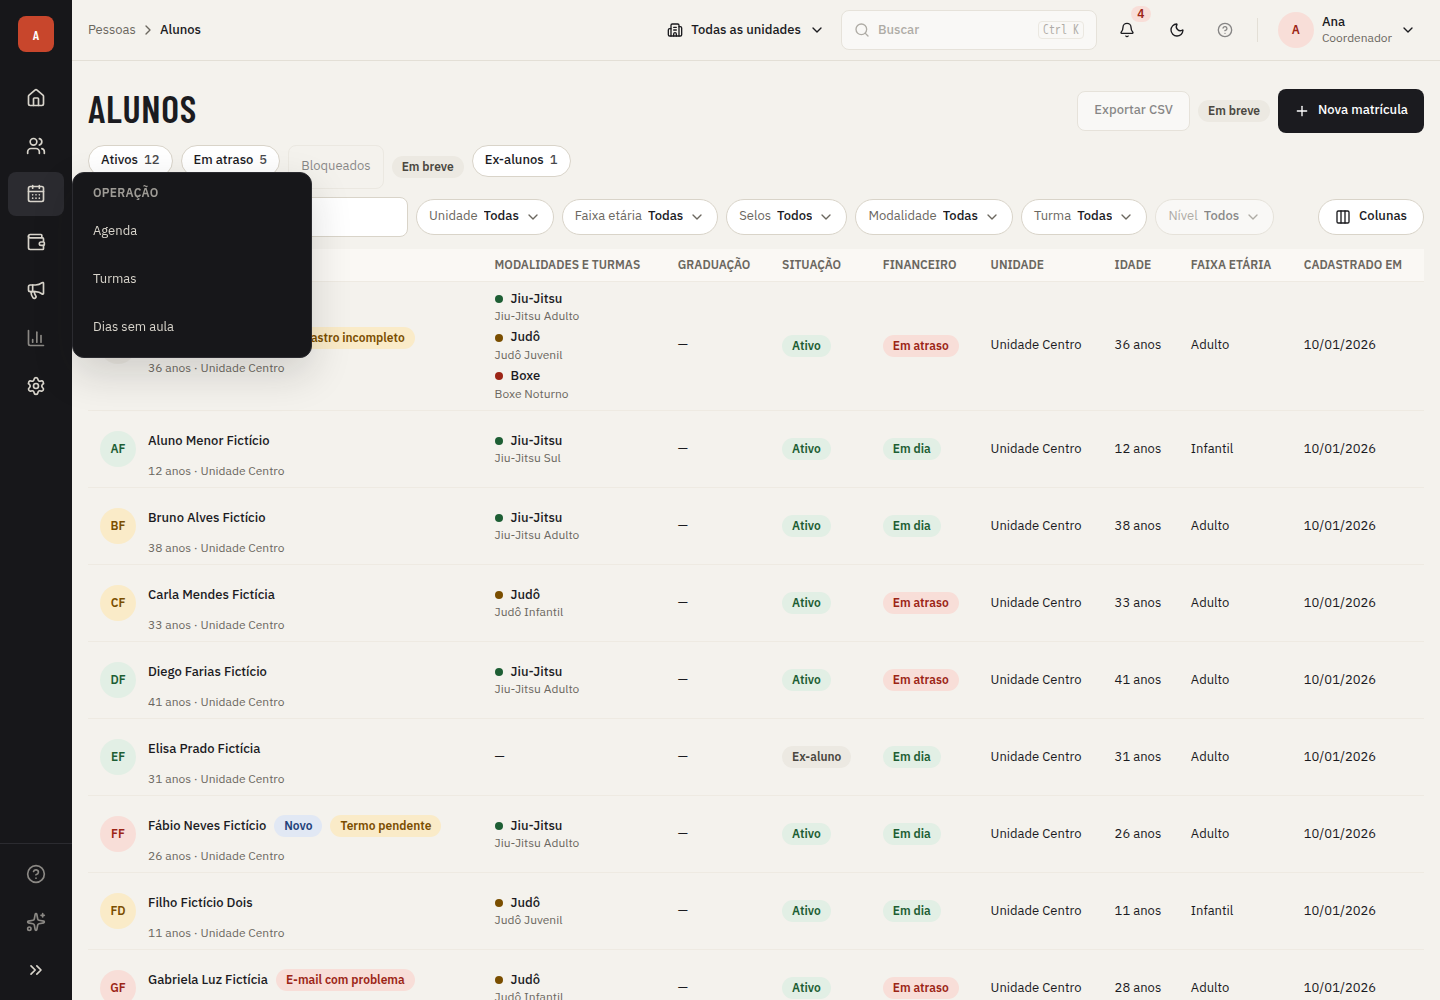 A
Pessoas > Alunos
Todas as unidades
Buscar
Ctrl K
4
A
Ana
Coordenador
ALUNOS
Exportar CSV
Em breve
+ Nova matrícula
Ativos 12
Em atraso 5
Bloqueados
Em breve
Ex-alunos 1
OPERAÇÃO
Agenda
Turmas
Dias sem aula
Unidade Todas
Faixa etária Todas
Selos Todos
Modalidade Todas
Turma Todas
Nível Todos
Colunas
MODALIDADES E TURMAS GRADUAÇÃO SITUAÇÃO FINANCEIRO UNIDADE IDADE FAIXA ETÁRIA CADASTRADO EM
incompleto
36 anos · Unidade Centro
Jiu-Jitsu
Jiu-Jitsu Adulto
Judô
Judô Juvenil
Boxe
Boxe Noturno
— Ativo Em atraso Unidade Centro 36 anos Adulto 10/01/2026
AF
Aluno Menor Fictício
12 anos · Unidade Centro
Jiu-Jitsu
Jiu-Jitsu Sul
— Ativo Em dia Unidade Centro 12 anos Infantil 10/01/2026
BF
Bruno Alves Fictício
38 anos · Unidade Centro
Jiu-Jitsu
Jiu-Jitsu Adulto
— Ativo Em dia Unidade Centro 38 anos Adulto 10/01/2026
CF
Carla Mendes Fictícia
33 anos · Unidade Centro
Judô
Judô Infantil
— Ativo Em atraso Unidade Centro 33 anos Adulto 10/01/2026
DF
Diego Farias Fictício
41 anos · Unidade Centro
Jiu-Jitsu
Jiu-Jitsu Adulto
— Ativo Em atraso Unidade Centro 41 anos Adulto 10/01/2026
EF
Elisa Prado Fictícia
31 anos · Unidade Centro
— — Ex-aluno Em dia Unidade Centro 31 anos Adulto 10/01/2026
FF
Fábio Neves Fictício Novo Termo pendente
26 anos · Unidade Centro
Jiu-Jitsu
Jiu-Jitsu Adulto
— Ativo Em dia Unidade Centro 26 anos Adulto 10/01/2026
FD
Filho Fictício Dois
11 anos · Unidade Centro
Judô
Judô Juvenil
— Ativo Em dia Unidade Centro 11 anos Infantil 10/01/2026
GF
Gabriela Luz Fictícia E-mail com problema
Judô
Judô Infantil
— Ativo Em atraso Unidade Centro 28 anos Adulto 10/01/2026